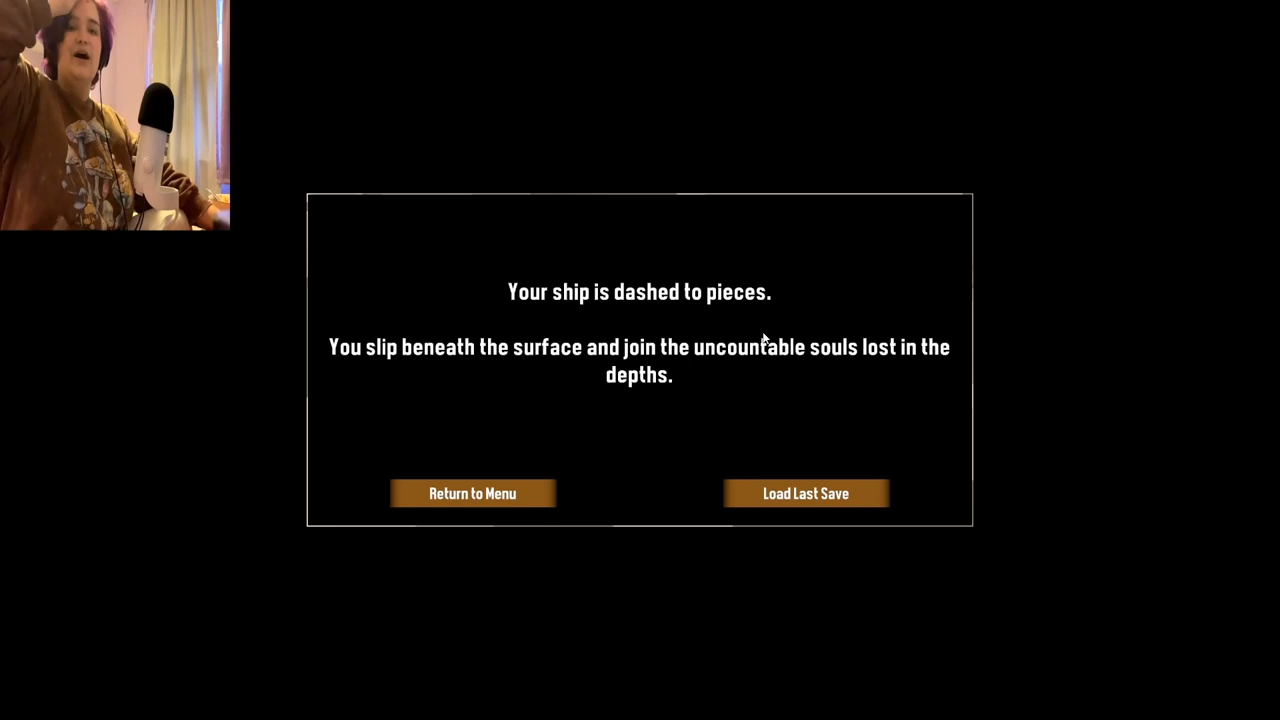 Your ship is dashed to pieces.
You slip beneath the surface and join the uncountable souls lost in the
depths.
Return to Menu
Load Last Save